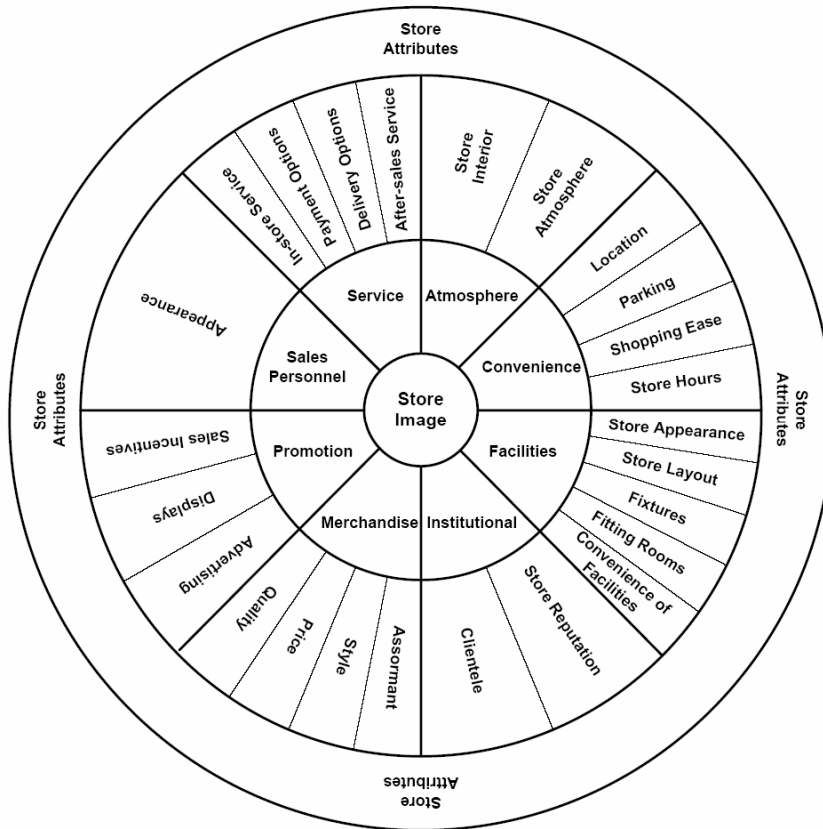 Store
Attributes
In-store Service
Payment Options
Delivery Options
After-sales Service
Store
Interior
Store
Atmosphere
Location
Parking
Shopping Ease
Store Hours
Appearance
Service
Atmosphere
Sales
Personnel
Convenience
Store
Image
Store
Attributes
Store
Attributes
Promotion
Facilities
Merchandise
Institutional
Sales Incentives
Displays
Advertising
Quality
Price
Style
Assormant
Clientele
Store Reputation
Store Appearance
Store Layout
Fixtures
Fitting Rooms
Convenience of
Facilities
Store
Attributes